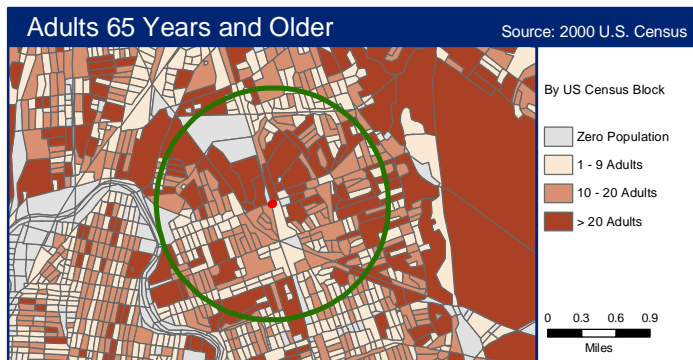 Adults 65 Years and Older
Source: 2000 U.S. Census
By US Census Block
Zero Population
1 - 9 Adults
10 - 20 Adults
> 20 Adults
0 0.3 0.6 0.9
Miles